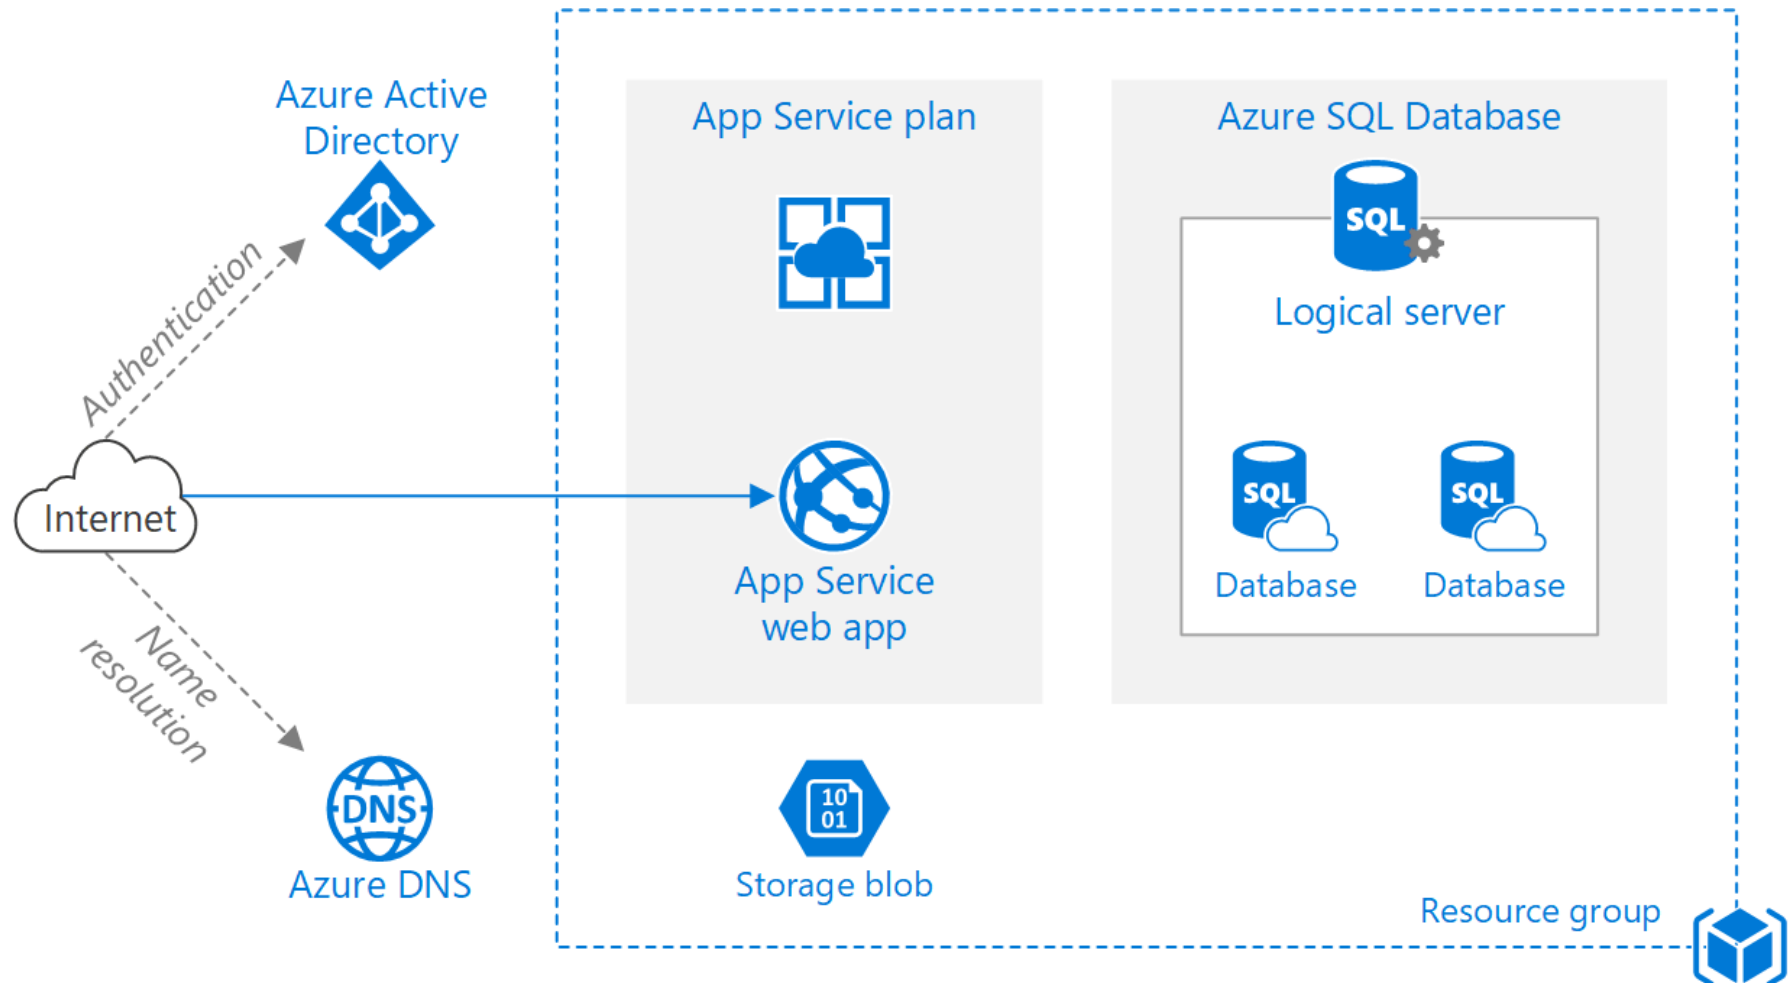 Azure Active
Directory
App Service plan
Azure SQL Database
SQL
Logical server
Authentication
Internet
SQL
SQL
Database
Database
App Service
web app
Name
resolution
DNS
Azure DNS
10
01
Storage blob
Resource group